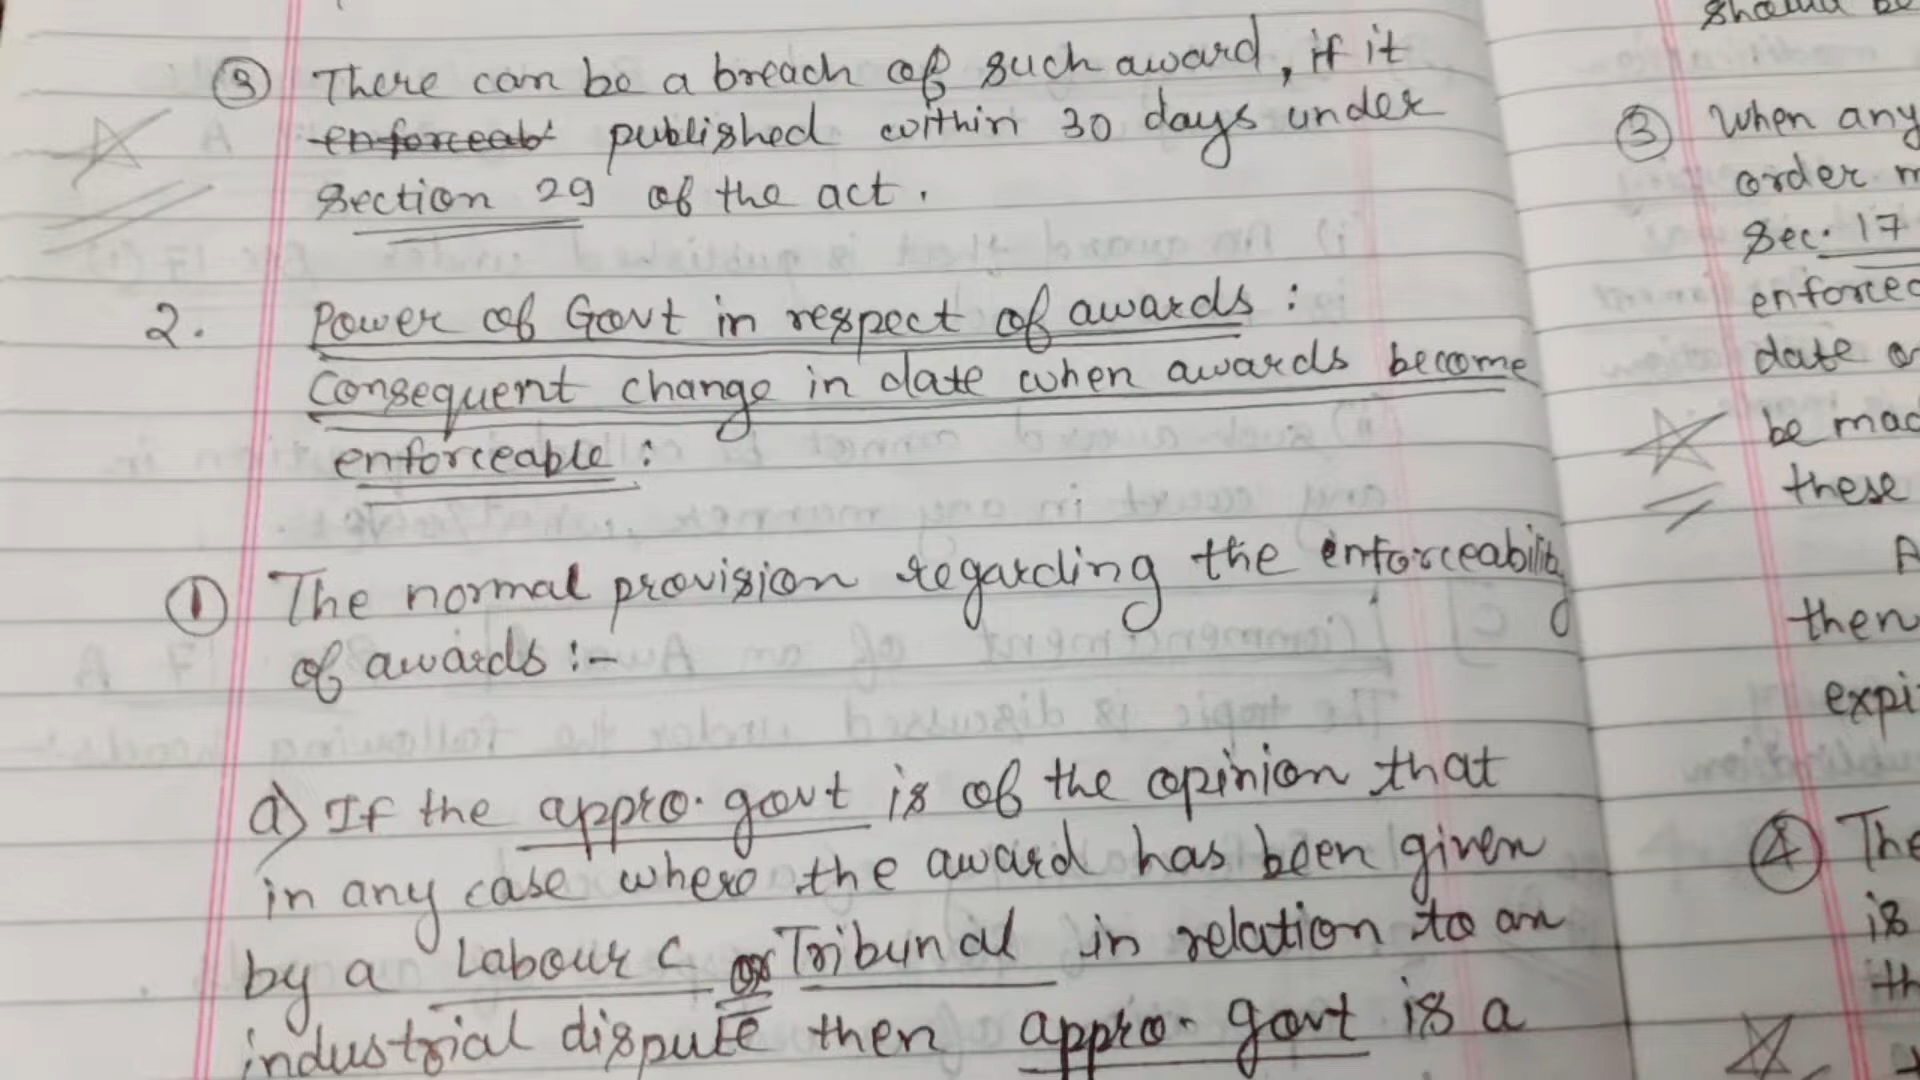 ③ There can be a breach of such award, if it
enforceab published within 30 days under
section 29 of the act.
2. Power of Govt in respect of awards :
Consequent change in date when awards become
enforceable :
① The normal provision regarding the enforceability
of awards :-
a) If the appro. govt is of the opinion that
in any case where the award has been given
by a Labour C. or Tribunal in relation to an
industrial dispute then appro. govt is a
should be
③ When any
order m
Sec. 17
enforced
date o
be mad
these
A
then
expi
④ The
is
th